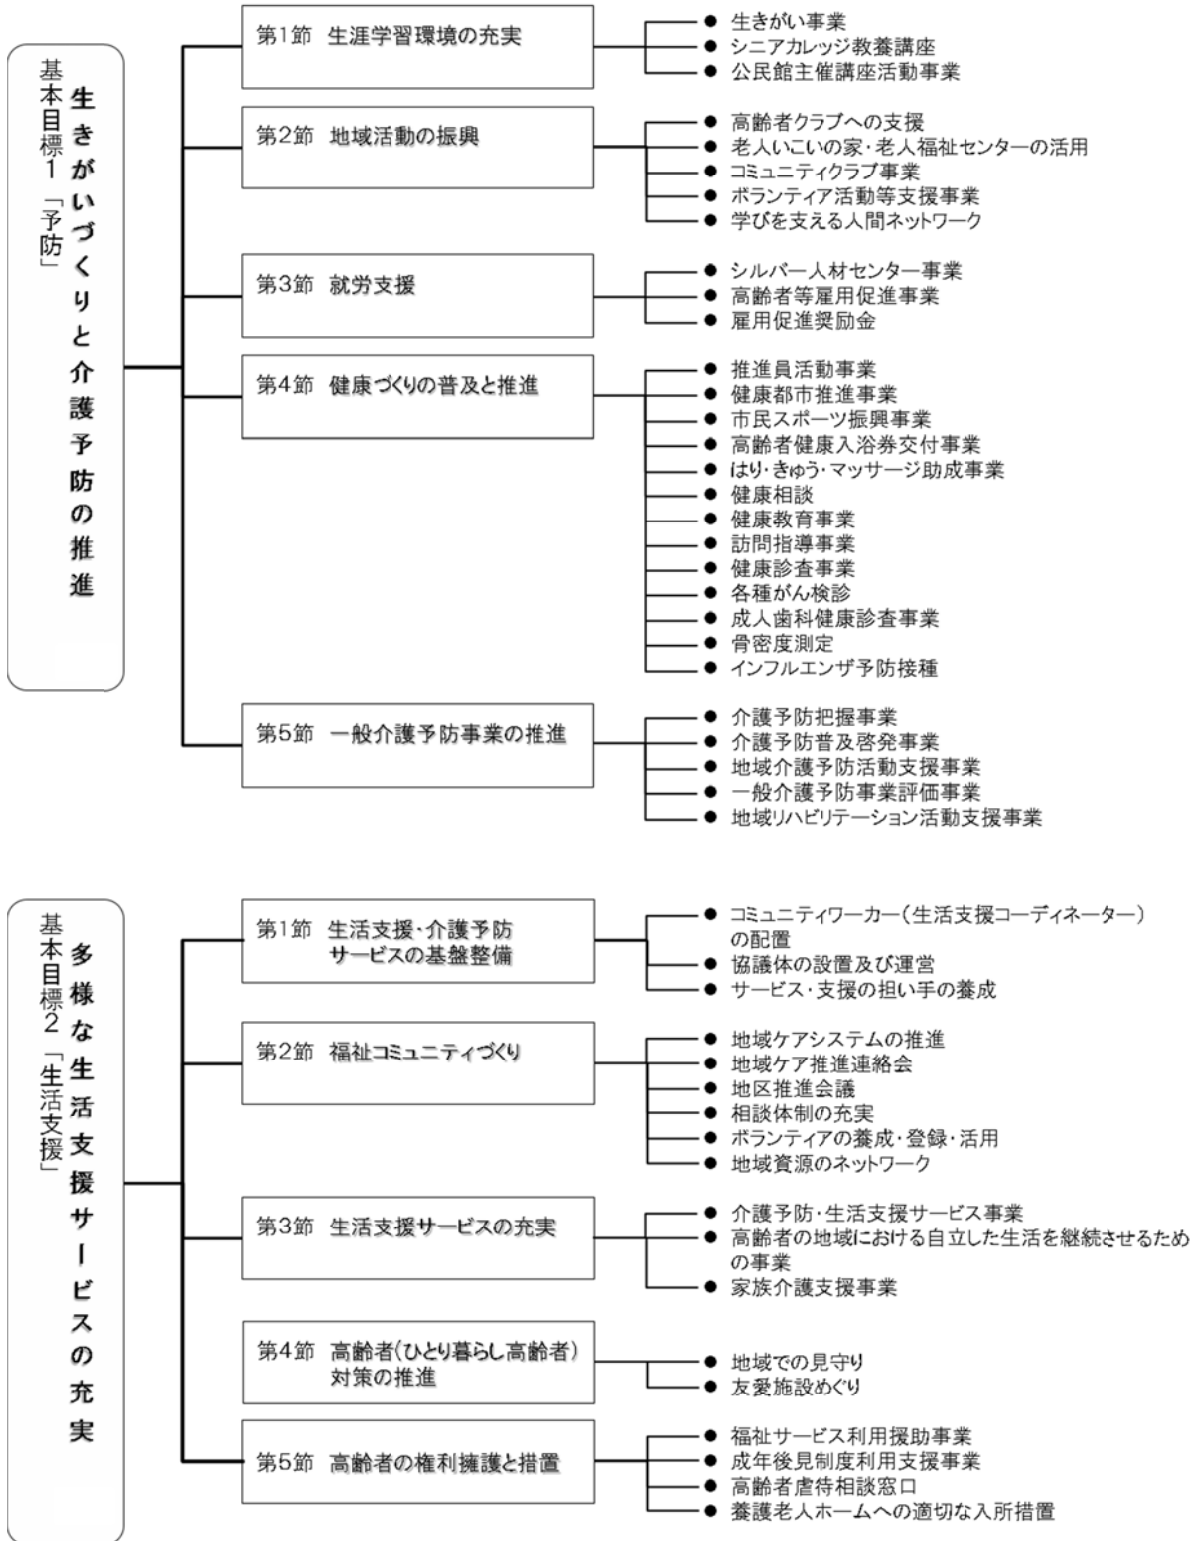 基本目標1「予防」
生きがいづくりと介護予防の推進
第1節 生涯学習環境の充実
● 生きがい事業
● シニアカレッジ教養講座
● 公民館主催講座活動事業
第2節 地域活動の振興
● 高齢者クラブへの支援
● 老人いこいの家・老人福祉センターの活用
● コミュニティクラブ事業
● ボランティア活動等支援事業
● 学びを支える人間ネットワーク
第3節 就労支援
● シルバー人材センター事業
● 高齢者等雇用促進事業
● 雇用促進奨励金
第4節 健康づくりの普及と推進
● 推進員活動事業
● 健康都市推進事業
● 市民スポーツ振興事業
● 高齢者健康入浴券交付事業
● はり・きゅう・マッサージ助成事業
● 健康相談
● 健康教育事業
● 訪問指導事業
● 健康診査事業
● 各種がん検診
● 成人歯科健康診査事業
● 骨密度測定
● インフルエンザ予防接種
第5節 一般介護予防事業の推進
● 介護予防把握事業
● 介護予防普及啓発事業
● 地域介護予防活動支援事業
● 一般介護予防事業評価事業
● 地域リハビリテーション活動支援事業
基本目標2「生活支援」
多様な生活支援サービスの充実
第1節 生活支援・介護予防
サービスの基盤整備
● コミュニティワーカー(生活支援コーディネーター)
の配置
● 協議体の設置及び運営
● サービス・支援の担い手の養成
第2節 福祉コミュニティづくり
● 地域ケアシステムの推進
● 地域ケア推進連絡会
● 地区推進会議
● 相談体制の充実
● ボランティアの養成・登録・活用
● 地域資源のネットワーク
第3節 生活支援サービスの充実
● 介護予防・生活支援サービス事業
● 高齢者の地域における自立した生活を継続させるため
の事業
● 家族介護支援事業
第4節 高齢者(ひとり暮らし高齢者)
対策の推進
● 地域での見守り
● 友愛施設めぐり
第5節 高齢者の権利擁護と措置
● 福祉サービス利用援助事業
● 成年後見制度利用支援事業
● 高齢者虐待相談窓口
● 養護老人ホームへの適切な入所措置